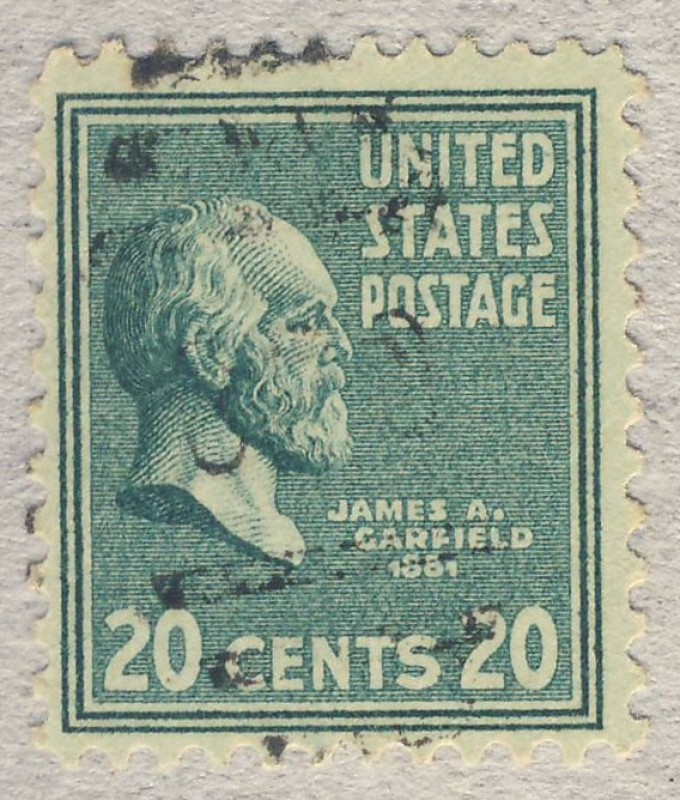 UNITED
STATES
POSTAGE
JAMES A.
GARFIELD
1881
20 CENTS 20